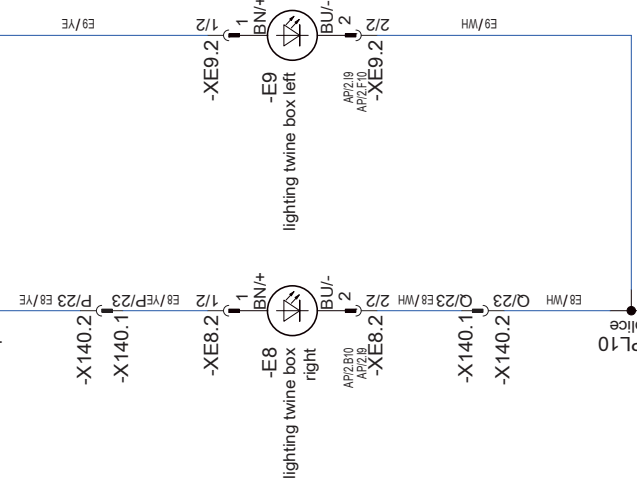 E9/YE
1/2
-XE9.2
1
BN/+
-E9
lighting twine box left
BU/-
2
AP/2.I9
AP/2.F10
2/2
-XE9.2
E9/WH
E8/YE
P/23
-X140.2
P/23
-X140.1
E8/YE
1/2
-XE8.2
1
BN/+
-E8
lighting twine box
right
BU/-
2
AP/2.B10
AP/2.I9
2/2
-XE8.2
E8/WH
E8/WH
Q/23
-X140.1
Q/23
-X140.2
E8/WH
plice
PL10